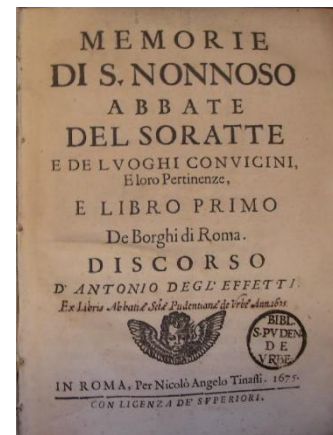 MEMORIE
DI S. NONNOSO
ABBATE
DEL SORATTE
E DE LVOGHI CONVICINI,
E loro Pertinenze,
E LIBRO PRIMO
De Borghi di Roma.
DISCORSO
D' ANTONIO DEGL' EFFETTI.
Ex Libris Abbatiæ Sctæ Pudentianæ de Vrbe Ann.
BIBL.
S. PVDEN.
DE
VRBE
IN ROMA, Per Nicolò Angelo Tinassi. 1675.
CON LICENZA DE' SVPERIORI.